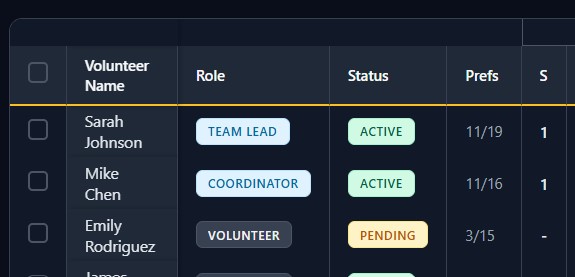 Volunteer
Name
Role
Status
Prefs
S
Sarah
Johnson
TEAM LEAD
ACTIVE
11/19
1
Mike
Chen
COORDINATOR
ACTIVE
11/16
1
Emily
Rodriguez
VOLUNTEER
PENDING
3/15
-
James